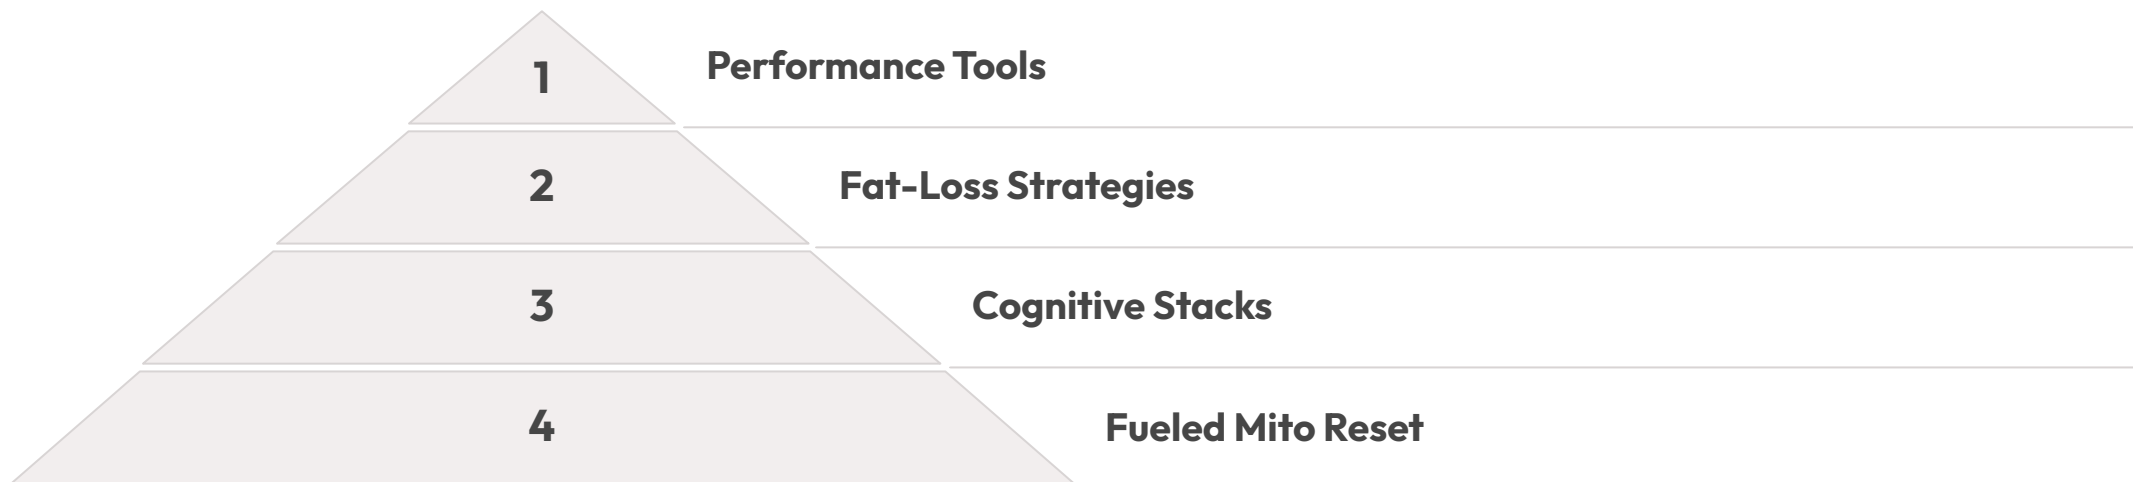 1
Performance Tools
2
Fat-Loss Strategies
3
Cognitive Stacks
4
Fueled Mito Reset